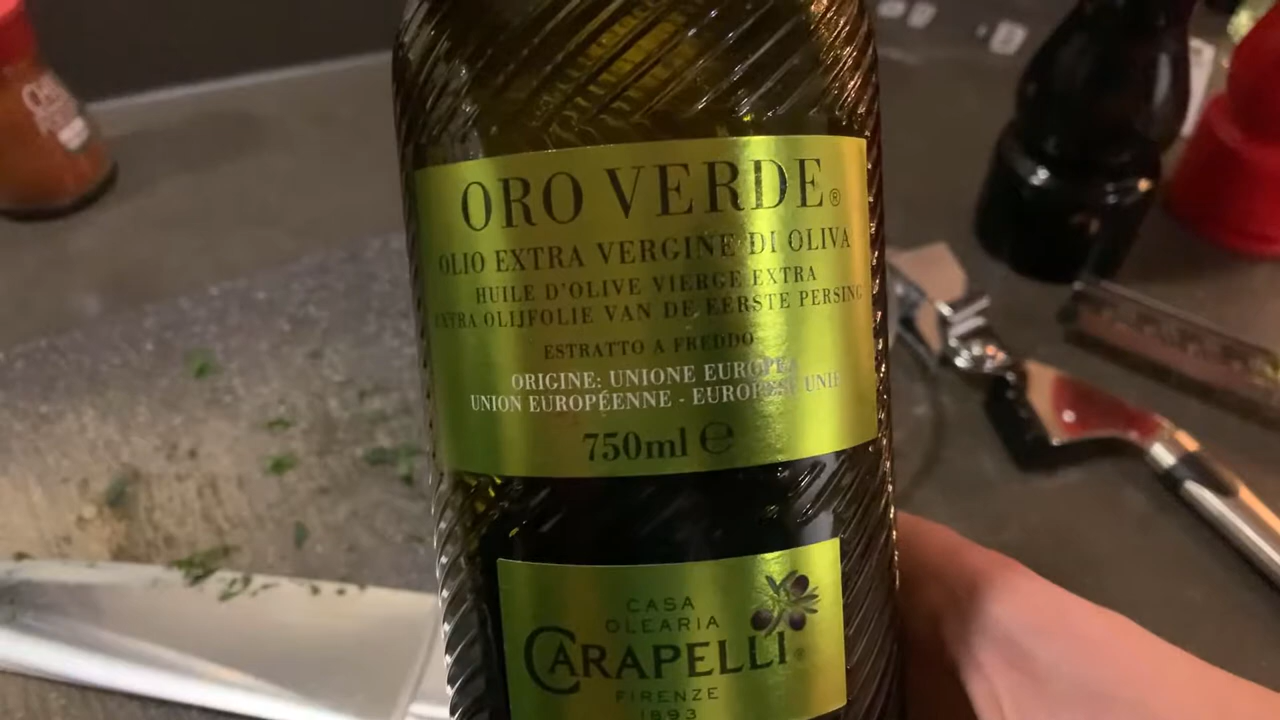 ORO VERDE®
OLIO EXTRA VERGINE DI OLIVA
HUILE D'OLIVE VIERGE EXTRA
EXTRA OLIJFOLIE VAN DE EERSTE PERSING
ESTRATTO A FREDDO
ORIGINE: UNIONE EUROPEA
UNION EUROPÉENNE - EUROPESE UNIE
750ml ℮
CASA
OLEARIA
CARAPELLI®
FIRENZE
1893